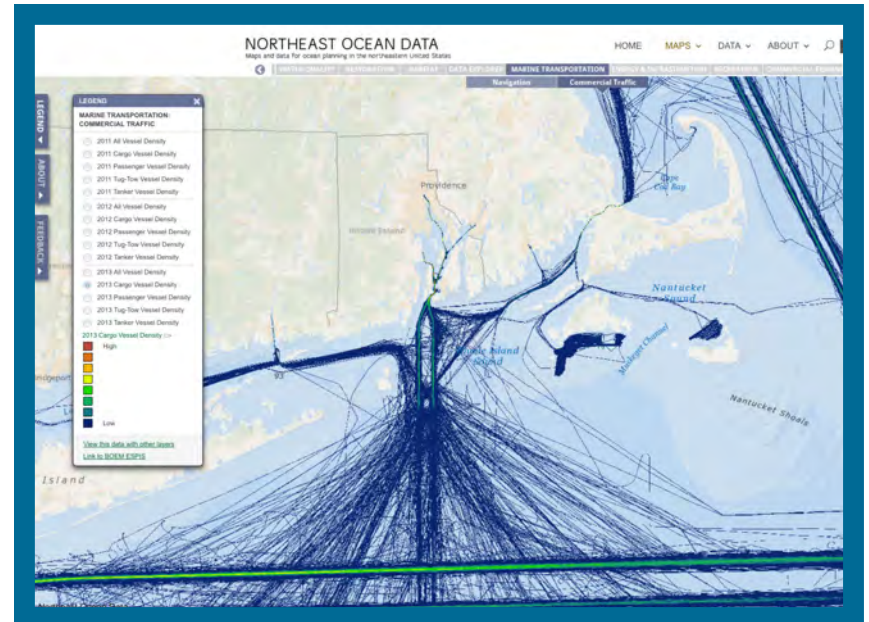 NORTHEAST OCEAN DATA
Maps and data for ocean planning in the northeastern United States
HOME MAPS DATA ABOUT
DATA EXPLORER MARINE TRANSPORTATION
Navigation Commercial Traffic
LEGEND
ABOUT
FEEDBACK
LEGEND
MARINE TRANSPORTATION:
COMMERCIAL TRAFFIC
2011 All Vessel Density
2011 Cargo Vessel Density
2011 Passenger Vessel Density
2011 Tug-Tow Vessel Density
2011 Tanker Vessel Density
2012 All Vessel Density
2012 Cargo Vessel Density
2012 Passenger Vessel Density
2012 Tug-Tow Vessel Density
2012 Tanker Vessel Density
2013 All Vessel Density
2013 Cargo Vessel Density
2013 Passenger Vessel Density
2013 Tug-Tow Vessel Density
2013 Tanker Vessel Density
2013 Cargo Vessel Density
High
Low
View this data with other layers
Link to BOEM ESPIS
Providence
Cape
Cod Bay
Nantucket
Sound
Island
Sound
Muskeget Channel
Nantucket Shoals
Island